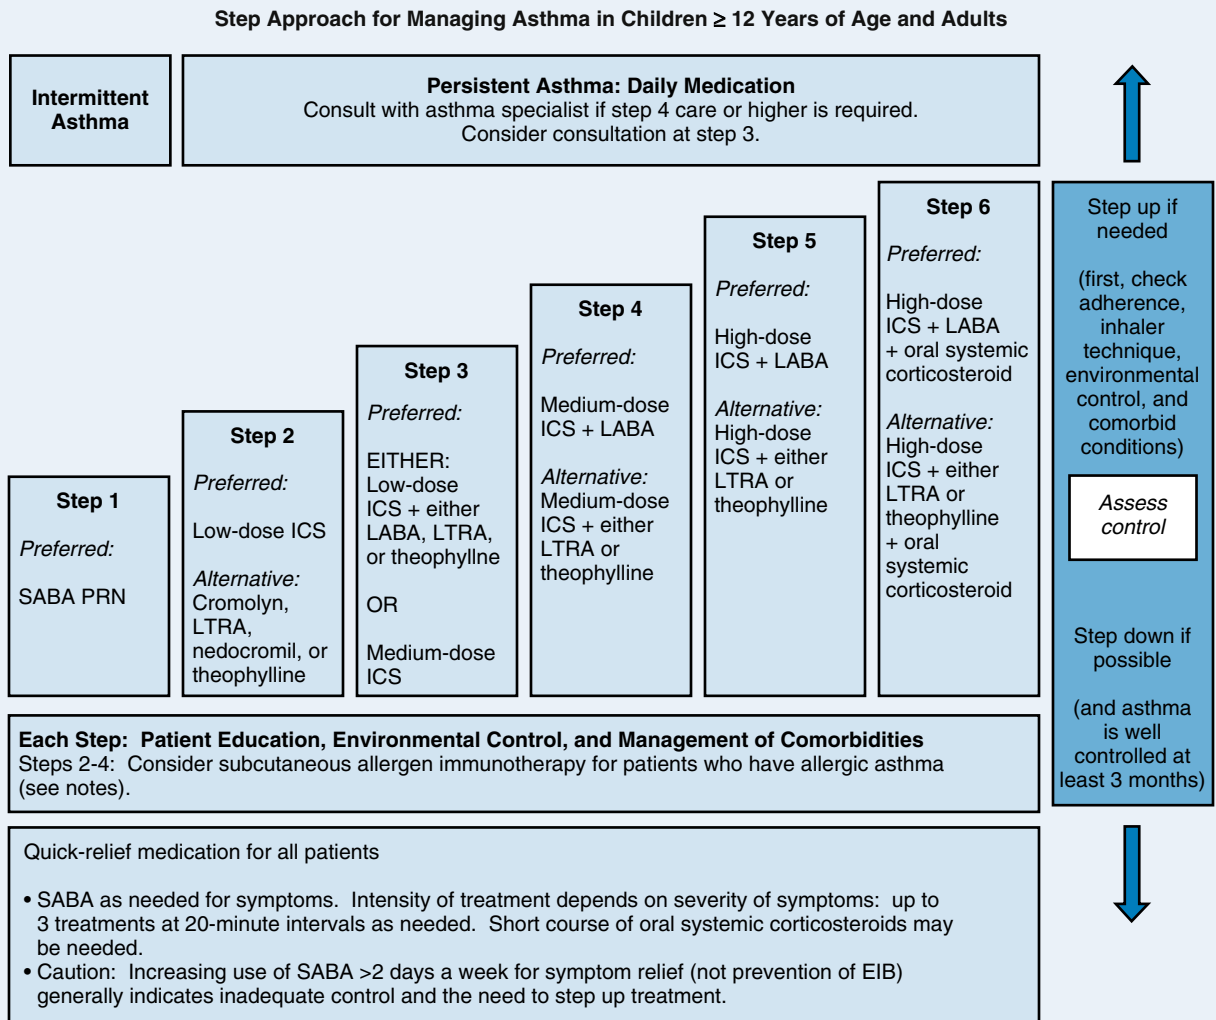 Step Approach for Managing Asthma in Children ≥ 12 Years of Age and Adults
Intermittent
Asthma
Persistent Asthma: Daily Medication
Consult with asthma specialist if step 4 care or higher is required.
Consider consultation at step 3.
Step 1
Preferred:
SABA PRN
Step 2
Preferred:
Low-dose ICS
Alternative:
Cromolyn,
LTRA,
nedocromil, or
theophylline
Step 3
Preferred:
EITHER:
Low-dose
ICS + either
LABA, LTRA,
or theophyllne
OR
Medium-dose
ICS
Step 4
Preferred:
Medium-dose
ICS + LABA
Alternative:
Medium-dose
ICS + either
LTRA or
theophylline
Step 5
Preferred:
High-dose
ICS + LABA
Alternative:
High-dose
ICS + either
LTRA or
theophylline
Step 6
Preferred:
High-dose
ICS + LABA
+ oral systemic
corticosteroid
Alternative:
High-dose
ICS + either
LTRA or
theophylline
+ oral
systemic
corticosteroid
Step up if
needed
(first, check
adherence,
inhaler
technique,
environmental
control, and
comorbid
conditions)
Assess
control
Step down if
possible
(and asthma
is well
controlled at
least 3 months)
Each Step: Patient Education, Environmental Control, and Management of Comorbidities
Steps 2-4: Consider subcutaneous allergen immunotherapy for patients who have allergic asthma
(see notes).
Quick-relief medication for all patients
• SABA as needed for symptoms. Intensity of treatment depends on severity of symptoms: up to
3 treatments at 20-minute intervals as needed. Short course of oral systemic corticosteroids may
be needed.
• Caution: Increasing use of SABA >2 days a week for symptom relief (not prevention of EIB)
generally indicates inadequate control and the need to step up treatment.